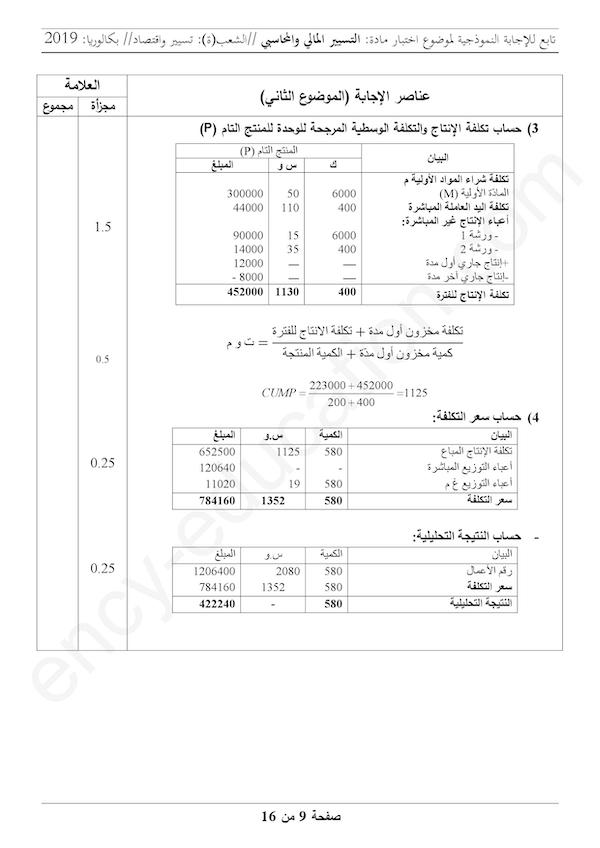 تابع للإجابة النموذجية لموضوع اختبار مادة: التسيير المالي والمحاسبي //الشعب(ة): تسيير واقتصاد// بكالوريا: 2019
العلامة
عناصر الإجابة (الموضوع الثاني)
مجموع مجزأة
3) حساب تكلفة الإنتاج والتكلفة الوسطية المرجحة للوحدة للمنتج التام (P)
البيان المنتج التام (P)
ك س و المبلغ
تكلفة شراء المواد الأولية م
المادّة الأولية (M) 6000 50 300000
تكلفة اليد العاملة المباشرة 400 110 44000
أعباء الإنتاج غير المباشرة:
- ورشة 1 6000 15 90000
- ورشة 2 400 35 14000
+إنتاج جاري أول مدة — — 12000
-إنتاج جاري آخر مدة — — 8000 -
تكلفة الإنتاج للفترة 400 1130 452000
1.5
ت و م = تكلفة مخزون أول مدة + تكلفة الانتاج للفترة
كمية مخزون أول مدّة + الكمية المنتجة
0.5
CUMP = 223000 + 452000 =1125
200 + 400
4) حساب سعر التكلفة:
البيان الكمية س.و المبلغ
تكلفة الإنتاج المباع 580 1125 652500
أعباء التوزيع المباشرة - - 120640
أعباء التوزيع غ م 580 19 11020
سعر التكلفة 580 1352 784160
0.25
- حساب النتيجة التحليلية:
البيان الكمية س.و المبلغ
رقم الأعمال 580 2080 1206400
سعر التكلفة 580 1352 784160
النتيجة التحليلية 580 - 422240
0.25
ency-education.com
صفحة 9 من 16